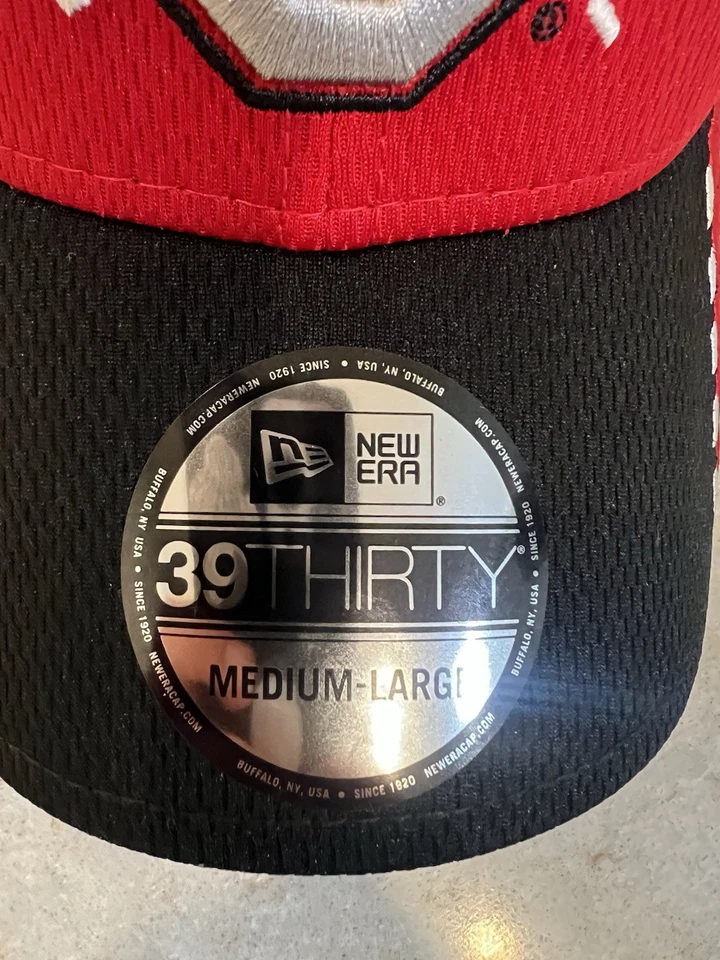 NEW
ERA
®
39THIRTY®
MEDIUM-LARGE
BUFFALO, NY, USA • SINCE 1920 NEWERACAP.COM
BUFFALO, NY, USA • SINCE 1920 NEWERACAP.COM
BUFFALO, NY, USA • SINCE 1920 NEWERACAP.COM
BUFFALO, NY USA • SINCE 1920 NEWERACAP.COM